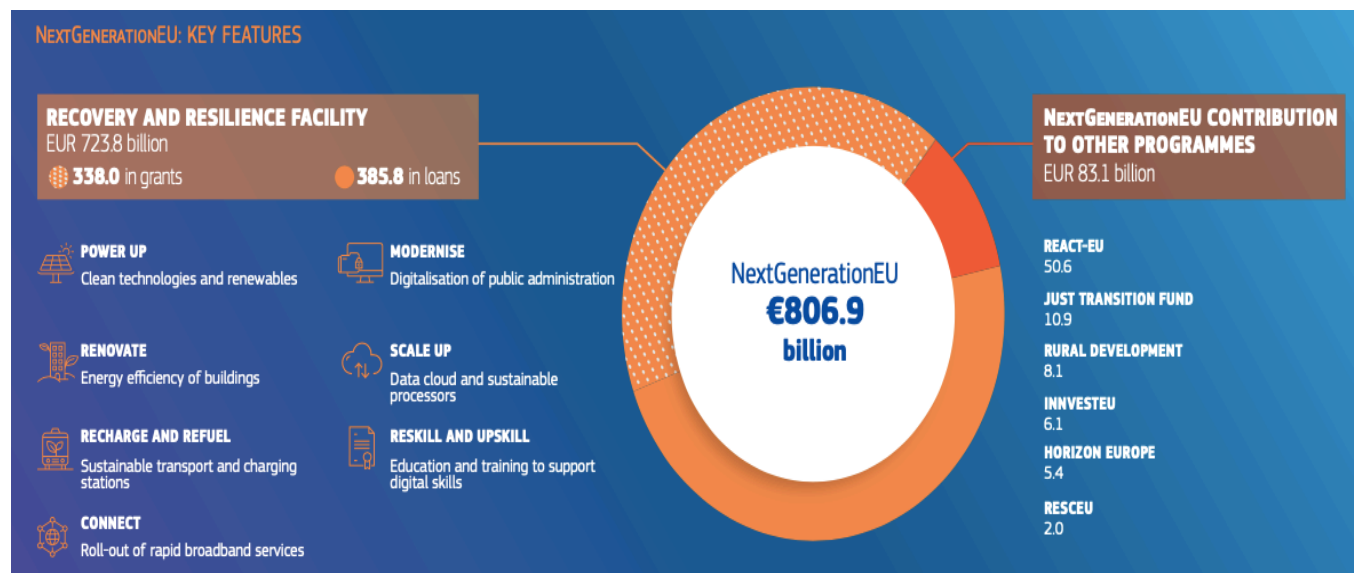 NEXTGENERATIONEU: KEY FEATURES
RECOVERY AND RESILIENCE FACILITY
EUR 723.8 billion
338.0 in grants
385.8 in loans
POWER UP
Clean technologies and renewables
RENOVATE
Energy efficiency of buildings
RECHARGE AND REFUEL
Sustainable transport and charging
stations
CONNECT
Roll-out of rapid broadband services
MODERNISE
Digitalisation of public administration
SCALE UP
Data cloud and sustainable
processors
RESKILL AND UPSKILL
Education and training to support
digital skills
NextGenerationEU
€806.9
billion
NEXTGENERATIONEU CONTRIBUTION
TO OTHER PROGRAMMES
EUR 83.1 billion
REACT-EU
50.6
JUST TRANSITION FUND
10.9
RURAL DEVELOPMENT
8.1
INNVESTEU
6.1
HORIZON EUROPE
5.4
RESCEU
2.0